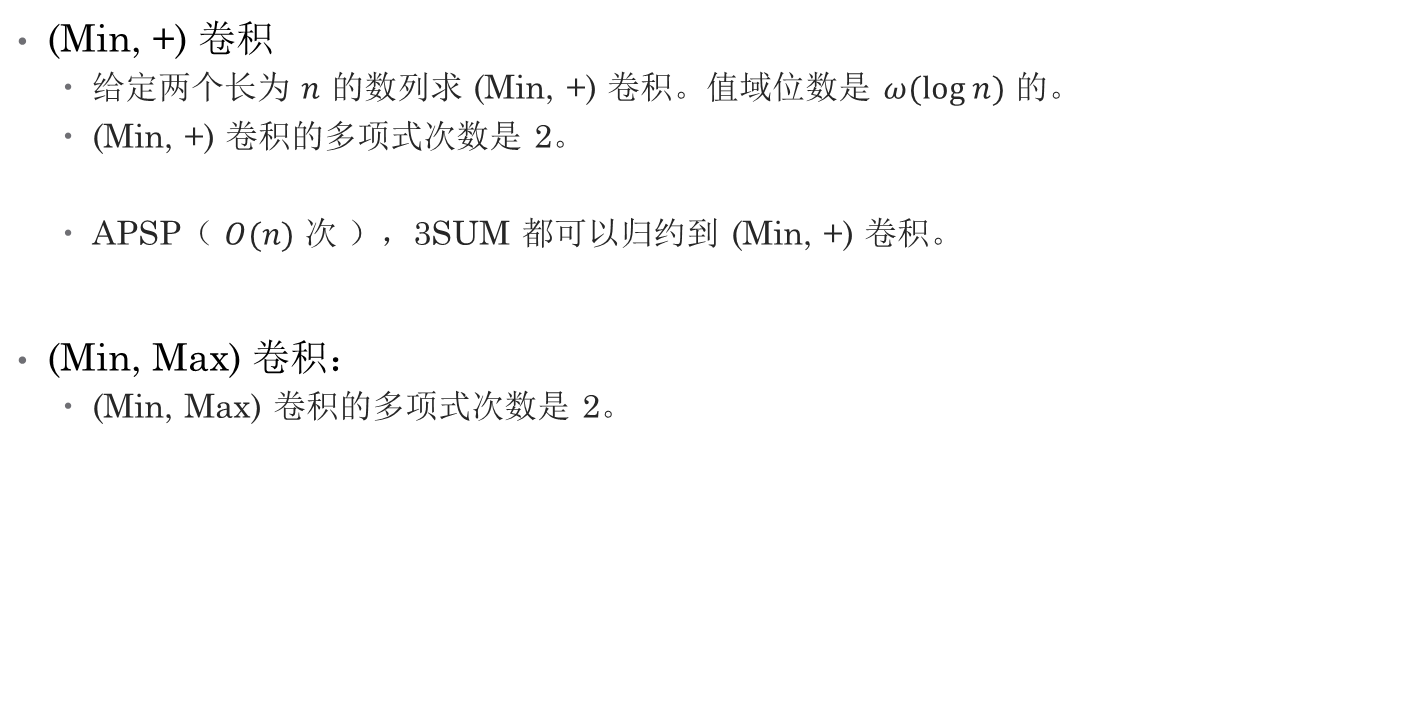 • (Min, +) 卷积
• 给定两个长为 n 的数列求 (Min, +) 卷积。值域位数是 ω(log n) 的。
• (Min, +) 卷积的多项式次数是 2。
• APSP（ O(n) 次 ），3SUM 都可以归约到 (Min, +) 卷积。
• (Min, Max) 卷积：
• (Min, Max) 卷积的多项式次数是 2。